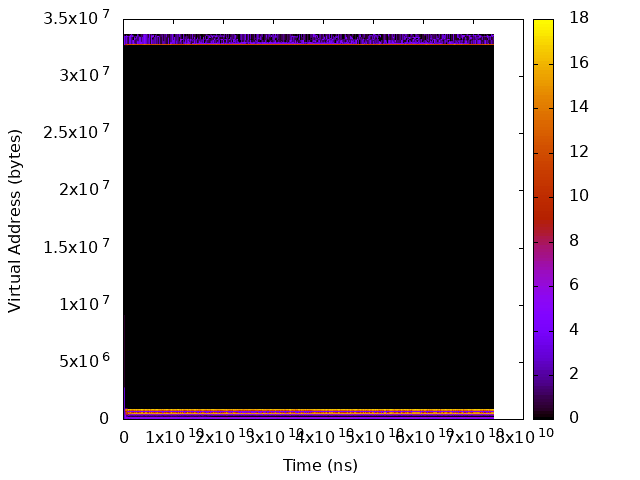 3.5x10 7
3x10 7
2.5x10 7
2x10 7
1.5x10 7
1x10 7
5x10 6
0
Virtual Address (bytes)
0 1x10 10 2x10 10 3x10 10 4x10 10 5x10 10 6x10 10 7x10 10 8x10 10
Time (ns)
18
16
14
12
10
8
6
4
2
0